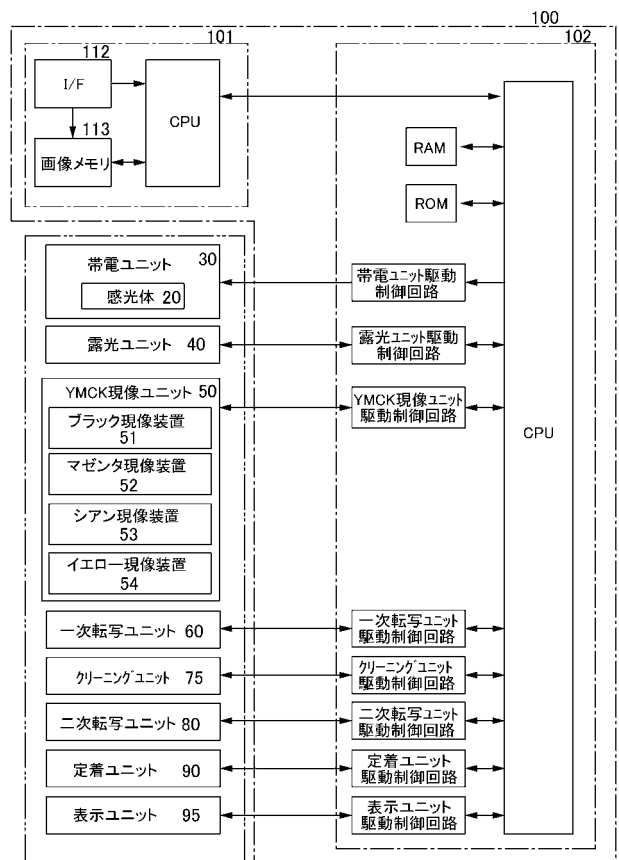 100
101
102
112
I/F
113
画像メモリ
CPU
RAM
ROM
CPU
帯電ユニット 30
感光体 20
帯電ユニット駆動
制御回路
露光ユニット 40
露光ユニット駆動
制御回路
YMCK現像ユニット 50
YMCK現像ユニット
駆動制御回路
ブラック現像装置
51
マゼンタ現像装置
52
シアン現像装置
53
イエロー現像装置
54
一次転写ユニット 60
一次転写ユニット
駆動制御回路
クリーニングユニット 75
クリーニングユニット
駆動制御回路
二次転写ユニット 80
二次転写ユニット
駆動制御回路
定着ユニット 90
定着ユニット
駆動制御回路
表示ユニット 95
表示ユニット
駆動制御回路